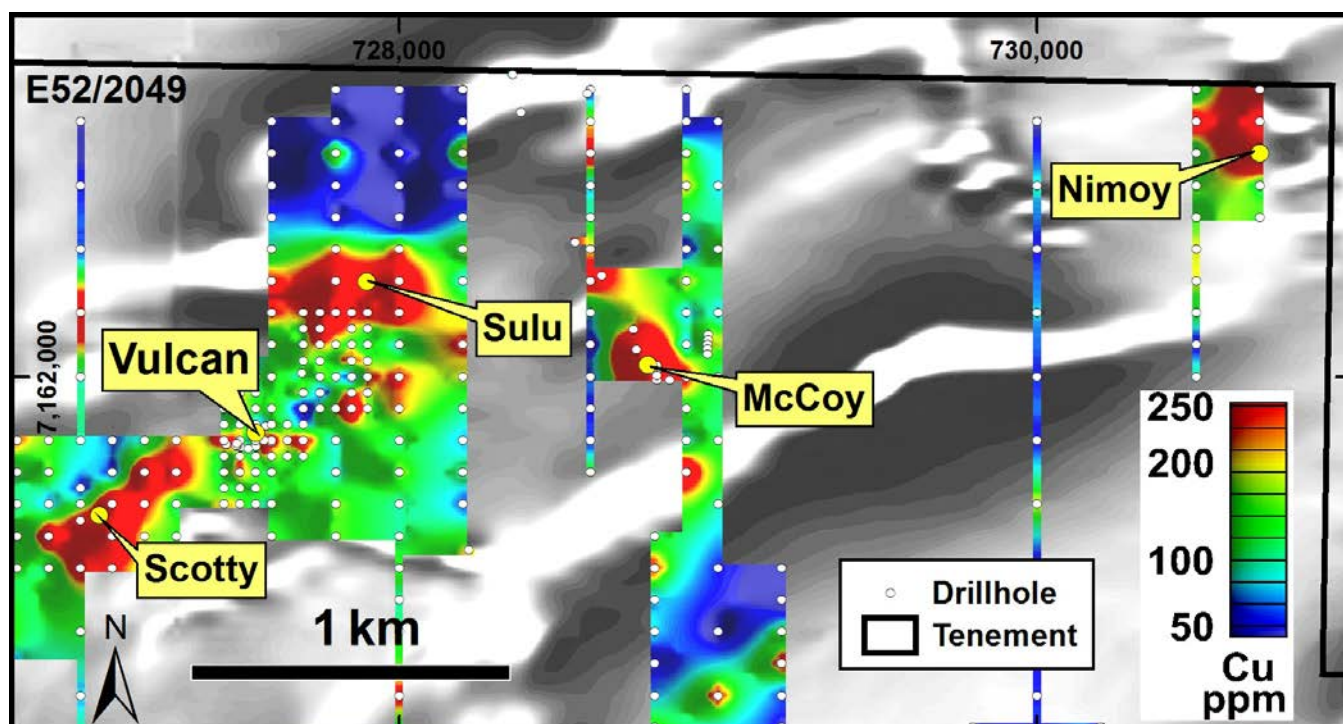 728,000
730,000
E52/2049
Nimoy
Sulu
Vulcan
7,162,000
McCoy
Scotty
N
1 km
Drillhole
Tenement
250
200
100
50
Cu
ppm